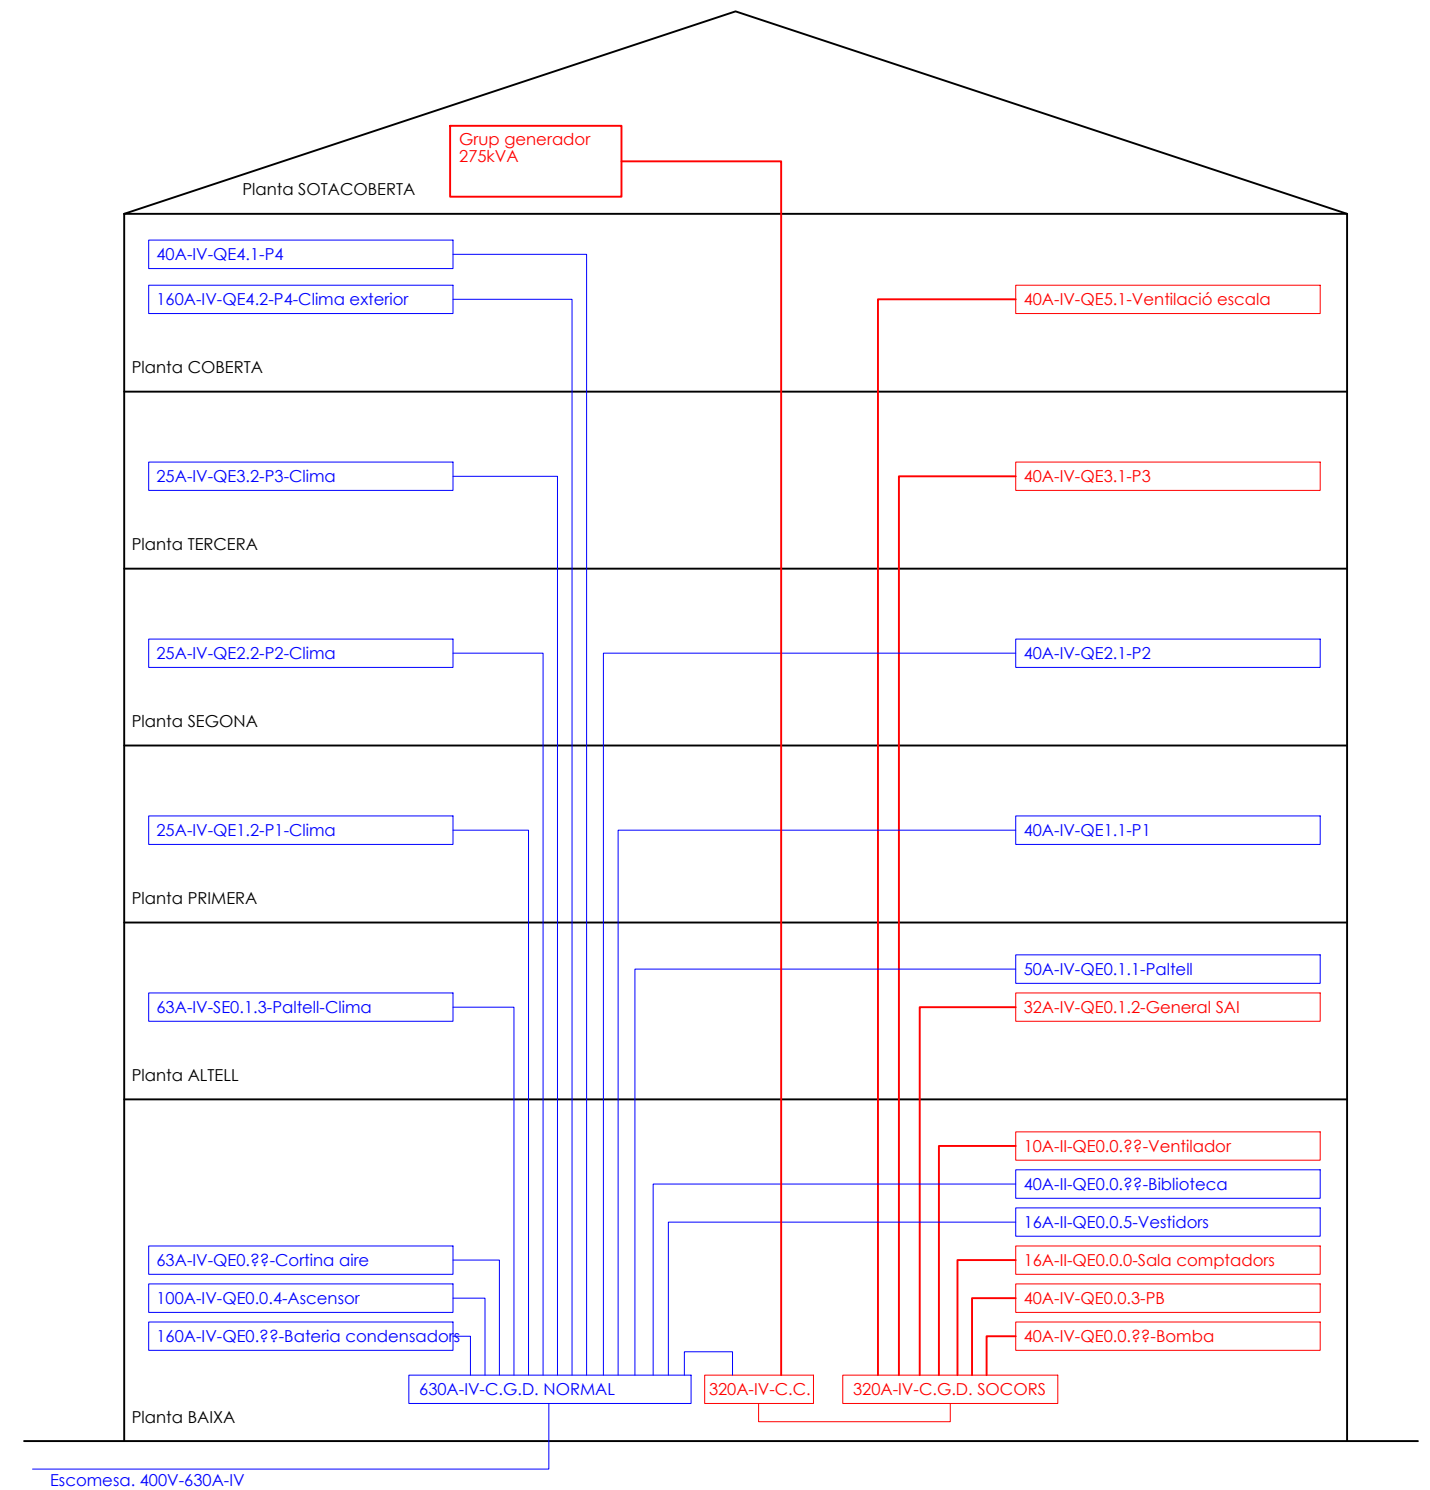 Grup generador
275kVA
Planta SOTACOBERTA
40A-IV-QE4.1-P4
160A-IV-QE4.2-P4-Clima exterior
40A-IV-QE5.1-Ventilació escala
Planta COBERTA
25A-IV-QE3.2-P3-Clima
40A-IV-QE3.1-P3
Planta TERCERA
25A-IV-QE2.2-P2-Clima
40A-IV-QE2.1-P2
Planta SEGONA
25A-IV-QE1.2-P1-Clima
40A-IV-QE1.1-P1
Planta PRIMERA
50A-IV-QE0.1.1-Paltell
63A-IV-SE0.1.3-Paltell-Clima
32A-IV-QE0.1.2-General SAI
Planta ALTELL
10A-II-QE0.0.??-Ventilador
40A-II-QE0.0.??-Biblioteca
16A-II-QE0.0.5-Vestidors
63A-IV-QE0.??-Cortina aire
16A-II-QE0.0.0-Sala comptadors
100A-IV-QE0.0.4-Ascensor
40A-IV-QE0.0.3-PB
160A-IV-QE0.??-Bateria condensadors
40A-IV-QE0.0.??-Bomba
630A-IV-C.G.D. NORMAL
320A-IV-C.C.
320A-IV-C.G.D. SOCORS
Planta BAIXA
Escomesa. 400V-630A-IV